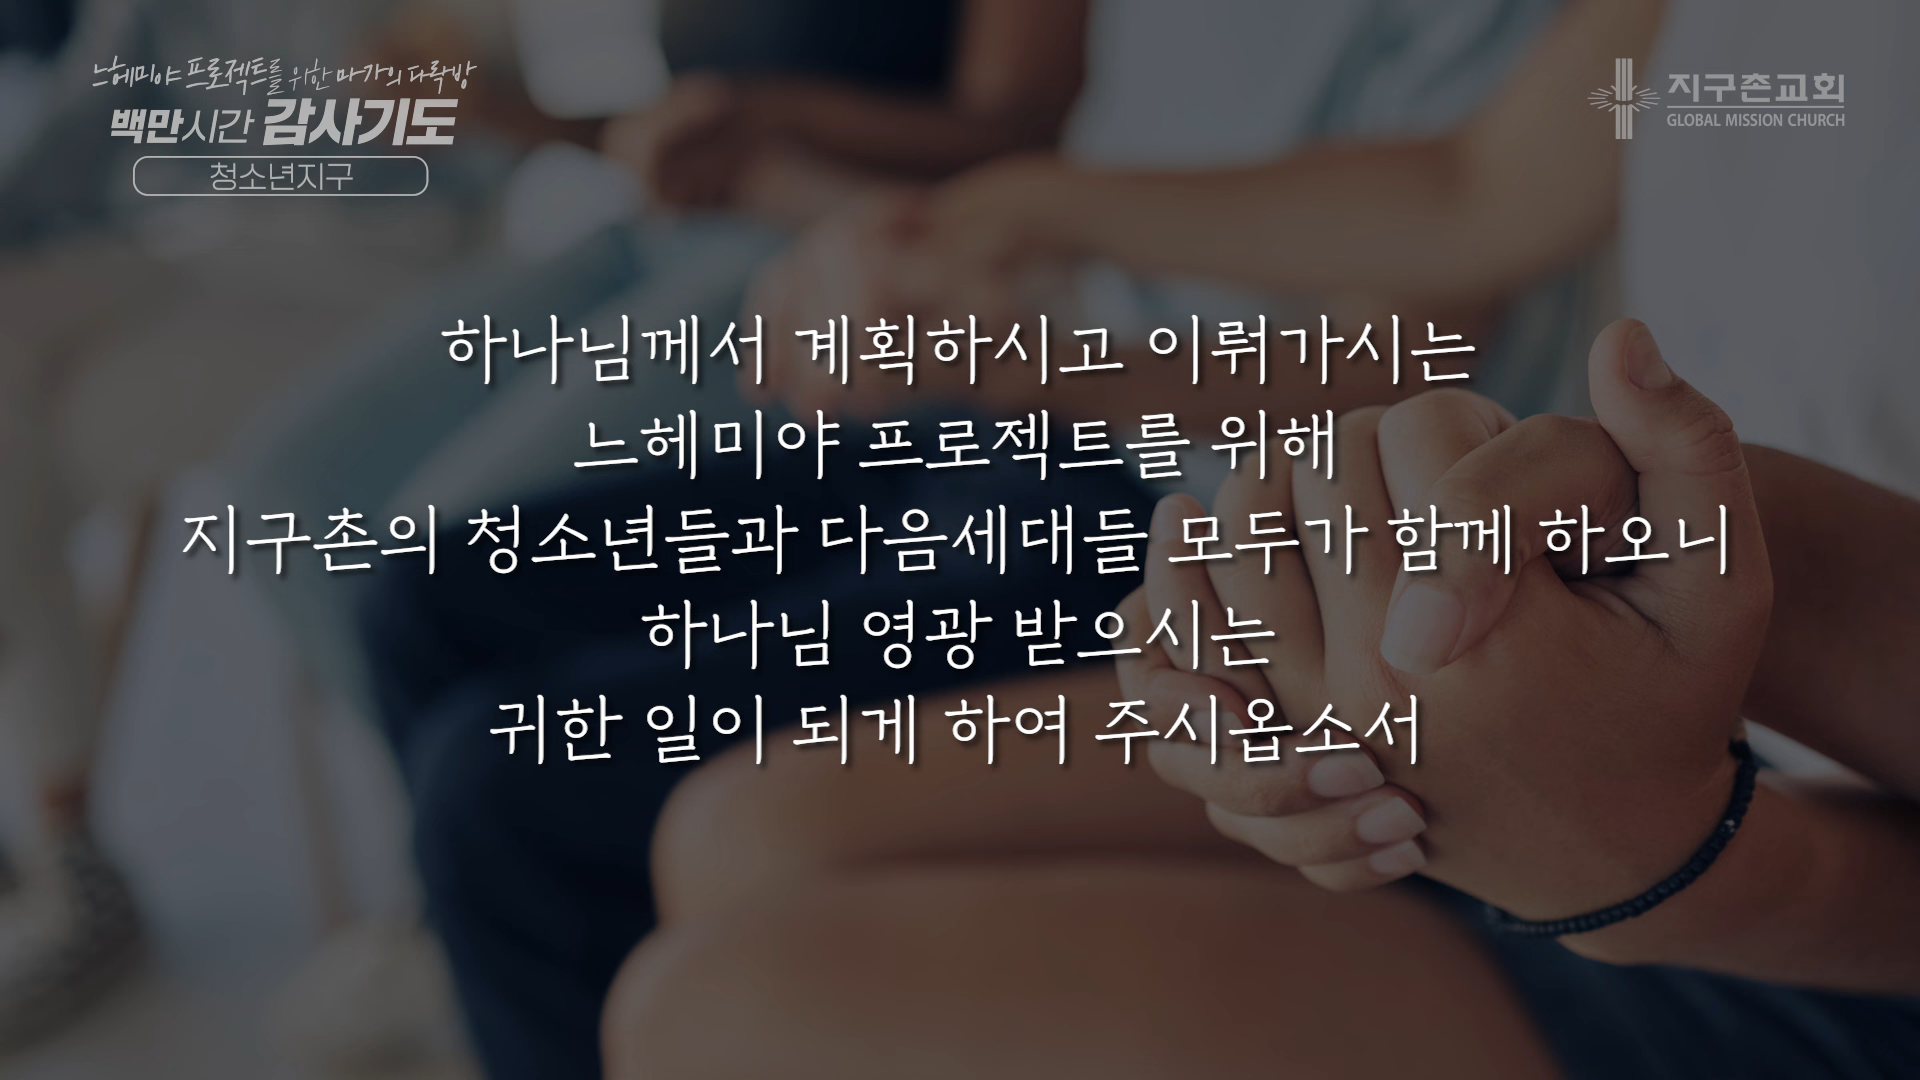 느헤미야 프로젝트를 위한 마가의 다락방
백만시간 감사기도
청소년지구
지구촌교회
GLOBAL MISSION CHURCH
하나님께서 계획하시고 이뤄가시는
느헤미야 프로젝트를 위해
지구촌의 청소년들과 다음세대들 모두가 함께 하오니
하나님 영광 받으시는
귀한 일이 되게 하여 주시옵소서